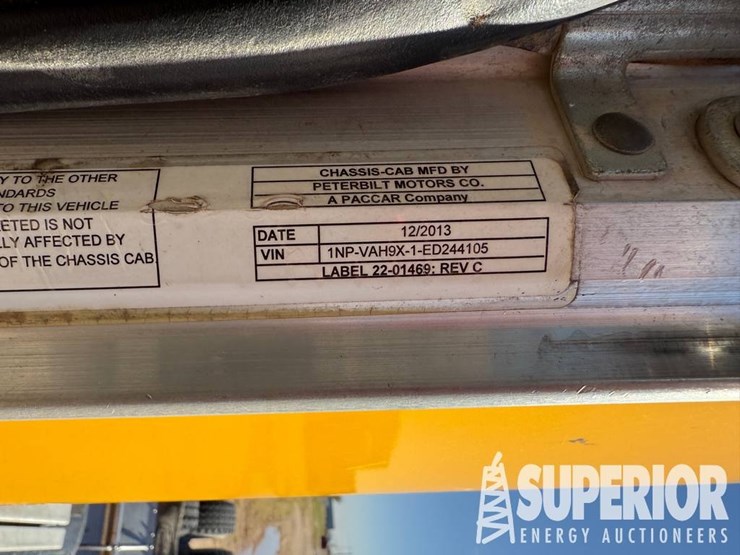 Y TO THE OTHER
NDARDS
TO THIS VEHICLE
LETED IS NOT
LLY AFFECTED BY
OF THE CHASSIS CAB
CHASSIS-CAB MFD BY
PETERBILT MOTORS CO.
A PACCAR Company
DATE 12/2013
VIN 1NP-VAH9X-1-ED244105
LABEL 22-01469: REV C
SUPERIOR
ENERGY AUCTIONEERS